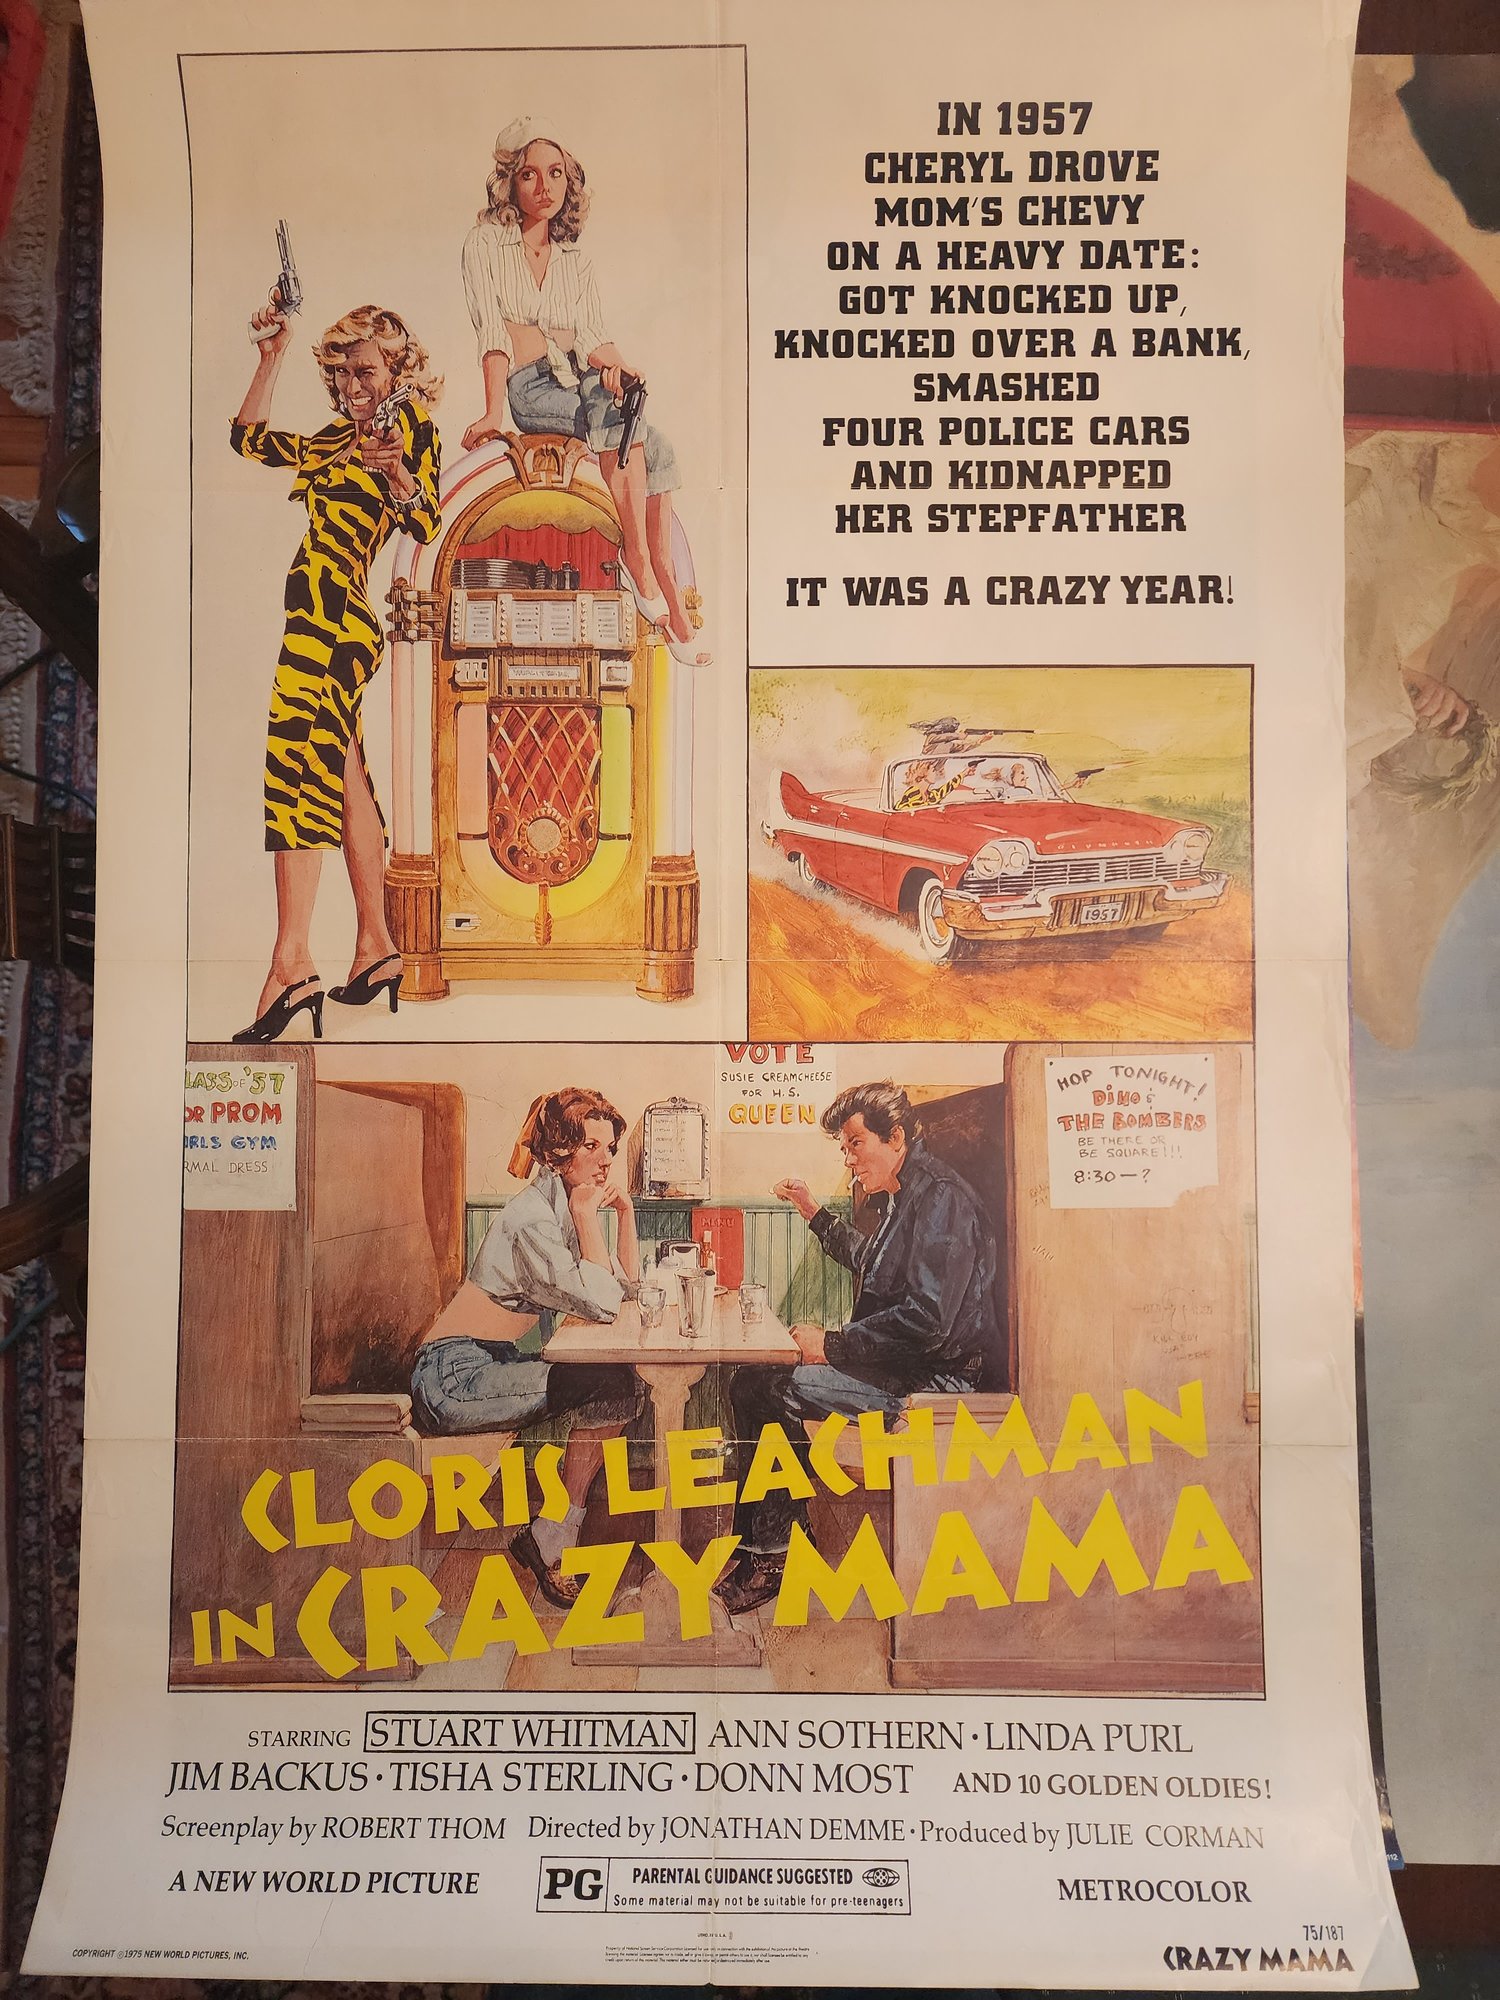 IN 1957
CHERYL DROVE
MOM'S CHEVY
ON A HEAVY DATE:
GOT KNOCKED UP,
KNOCKED OVER A BANK,
SMASHED
FOUR POLICE CARS
AND KIDNAPPED
HER STEPFATHER
IT WAS A CRAZY YEAR!
PLYMOUTH
1957
LASS OF '57
OR PROM
IRLS GYM
RMAL DRESS
VOTE
SUSIE CREAMCHEESE
FOR H.S.
QUEEN
HOP TONIGHT!
DINO &
THE BOMBERS
BE THERE OR
BE SQUARE!!!
8:30—?
MENU
CLORIS LEACHMAN
IN CRAZY MAMA
STARRING STUART WHITMAN ANN SOTHERN · LINDA PURL
JIM BACKUS · TISHA STERLING · DONN MOST AND 10 GOLDEN OLDIES!
Screenplay by ROBERT THOM Directed by JONATHAN DEMME · Produced by JULIE CORMAN
A NEW WORLD PICTURE
PG PARENTAL GUIDANCE SUGGESTED
Some material may not be suitable for pre-teenagers
METROCOLOR
75/187
COPYRIGHT ©1975 NEW WORLD PICTURES, INC.
CRAZY MAMA